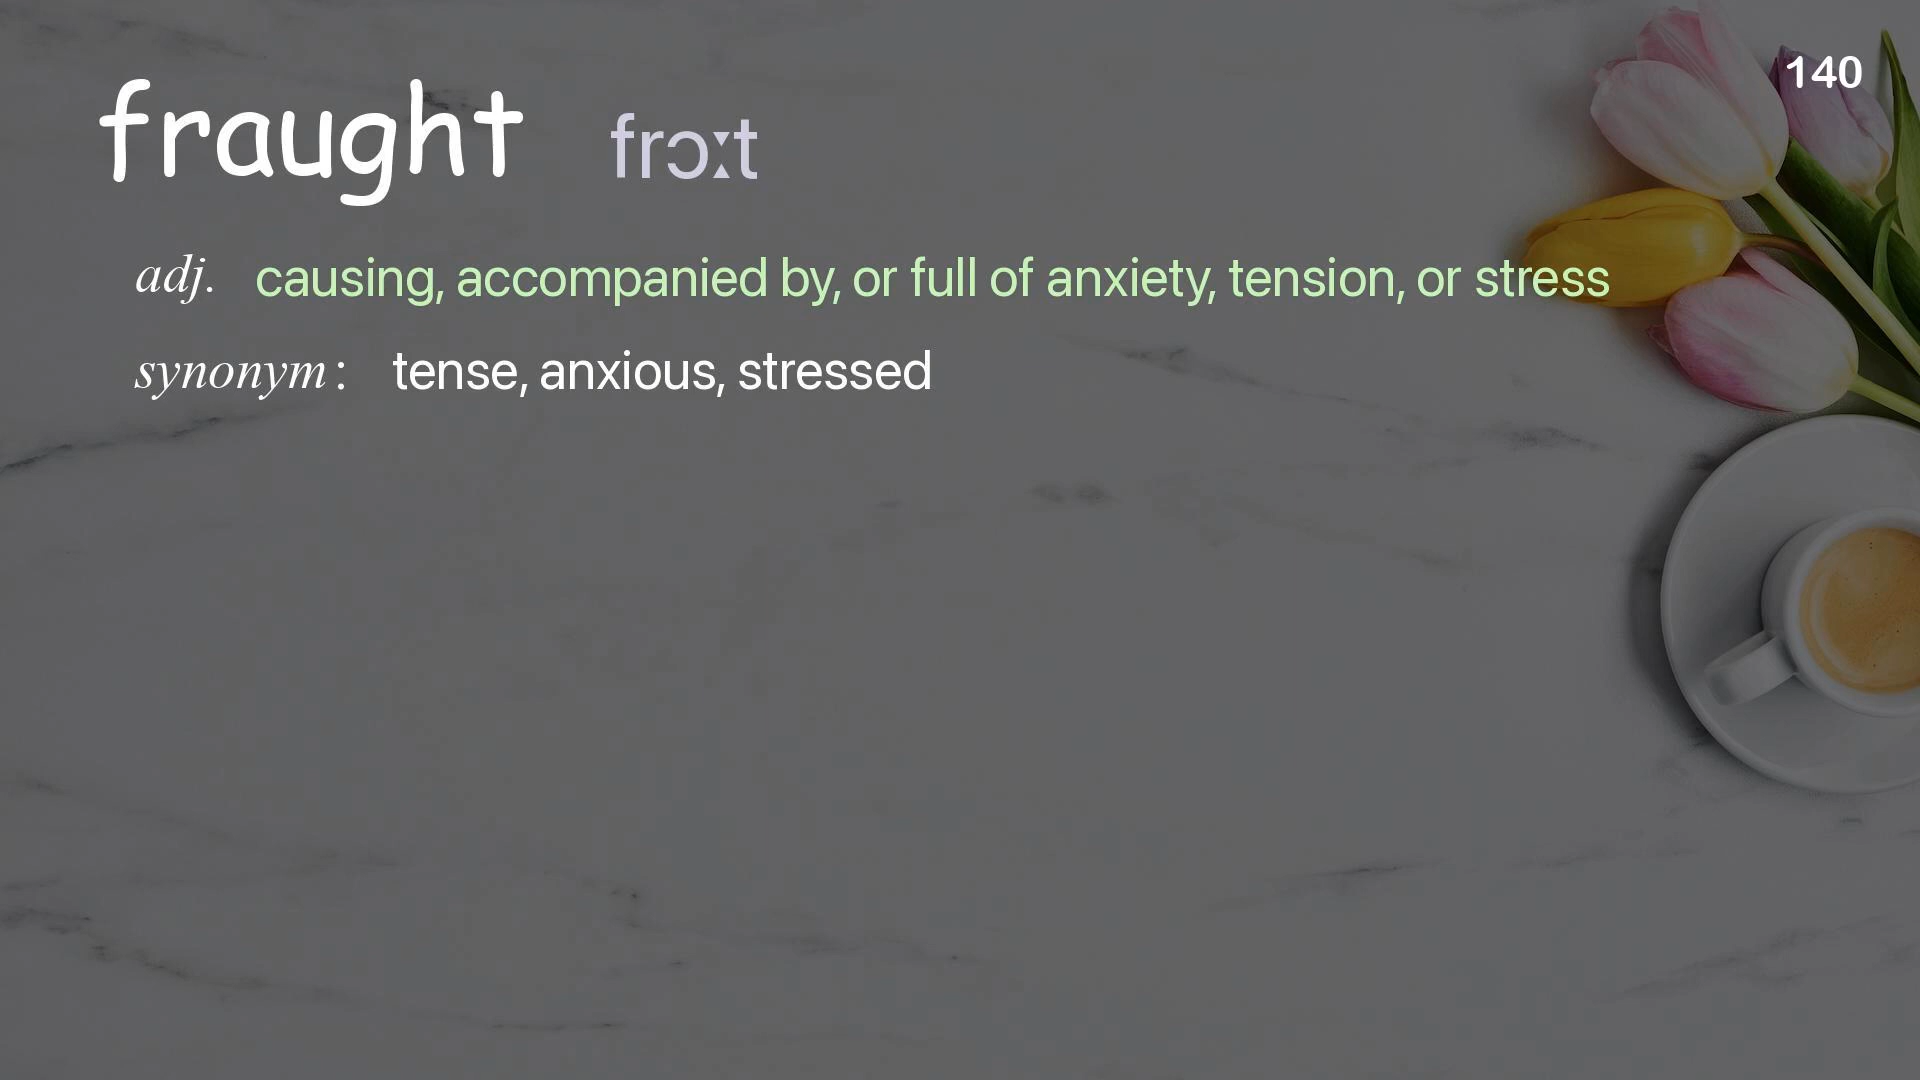 140
fraught frɔːt
adj. causing, accompanied by, or full of anxiety, tension, or stress
synonym : tense, anxious, stressed